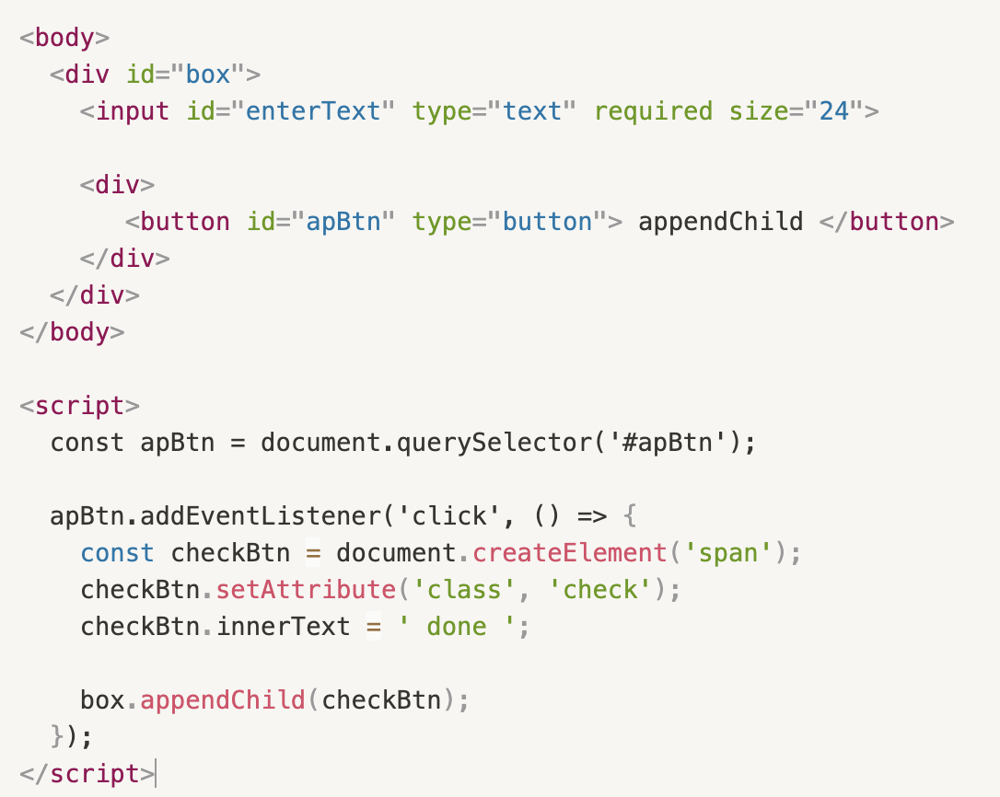 <body>
  <div id="box">
    <input id="enterText" type="text" required size="24">

    <div>
       <button id="apBtn" type="button"> appendChild </button>
    </div>
  </div>
</body>

<script>
  const apBtn = document.querySelector('#apBtn');

  apBtn.addEventListener('click', () => {
    const checkBtn = document.createElement('span');
    checkBtn.setAttribute('class', 'check');
    checkBtn.innerText = ' done ';

    box.appendChild(checkBtn);
  });
</script>